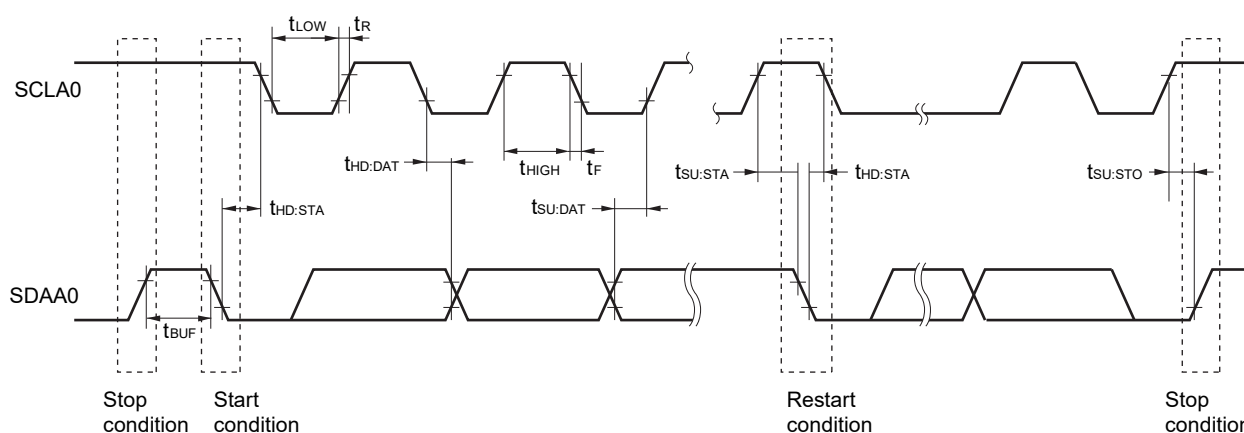 tLOW tR
SCLA0
tHD:DAT tHIGH tF tSU:STA tHD:STA tSU:STO
tHD:STA tSU:DAT
SDAA0
tBUF
Stop condition
Start condition
Restart condition
Stop condition